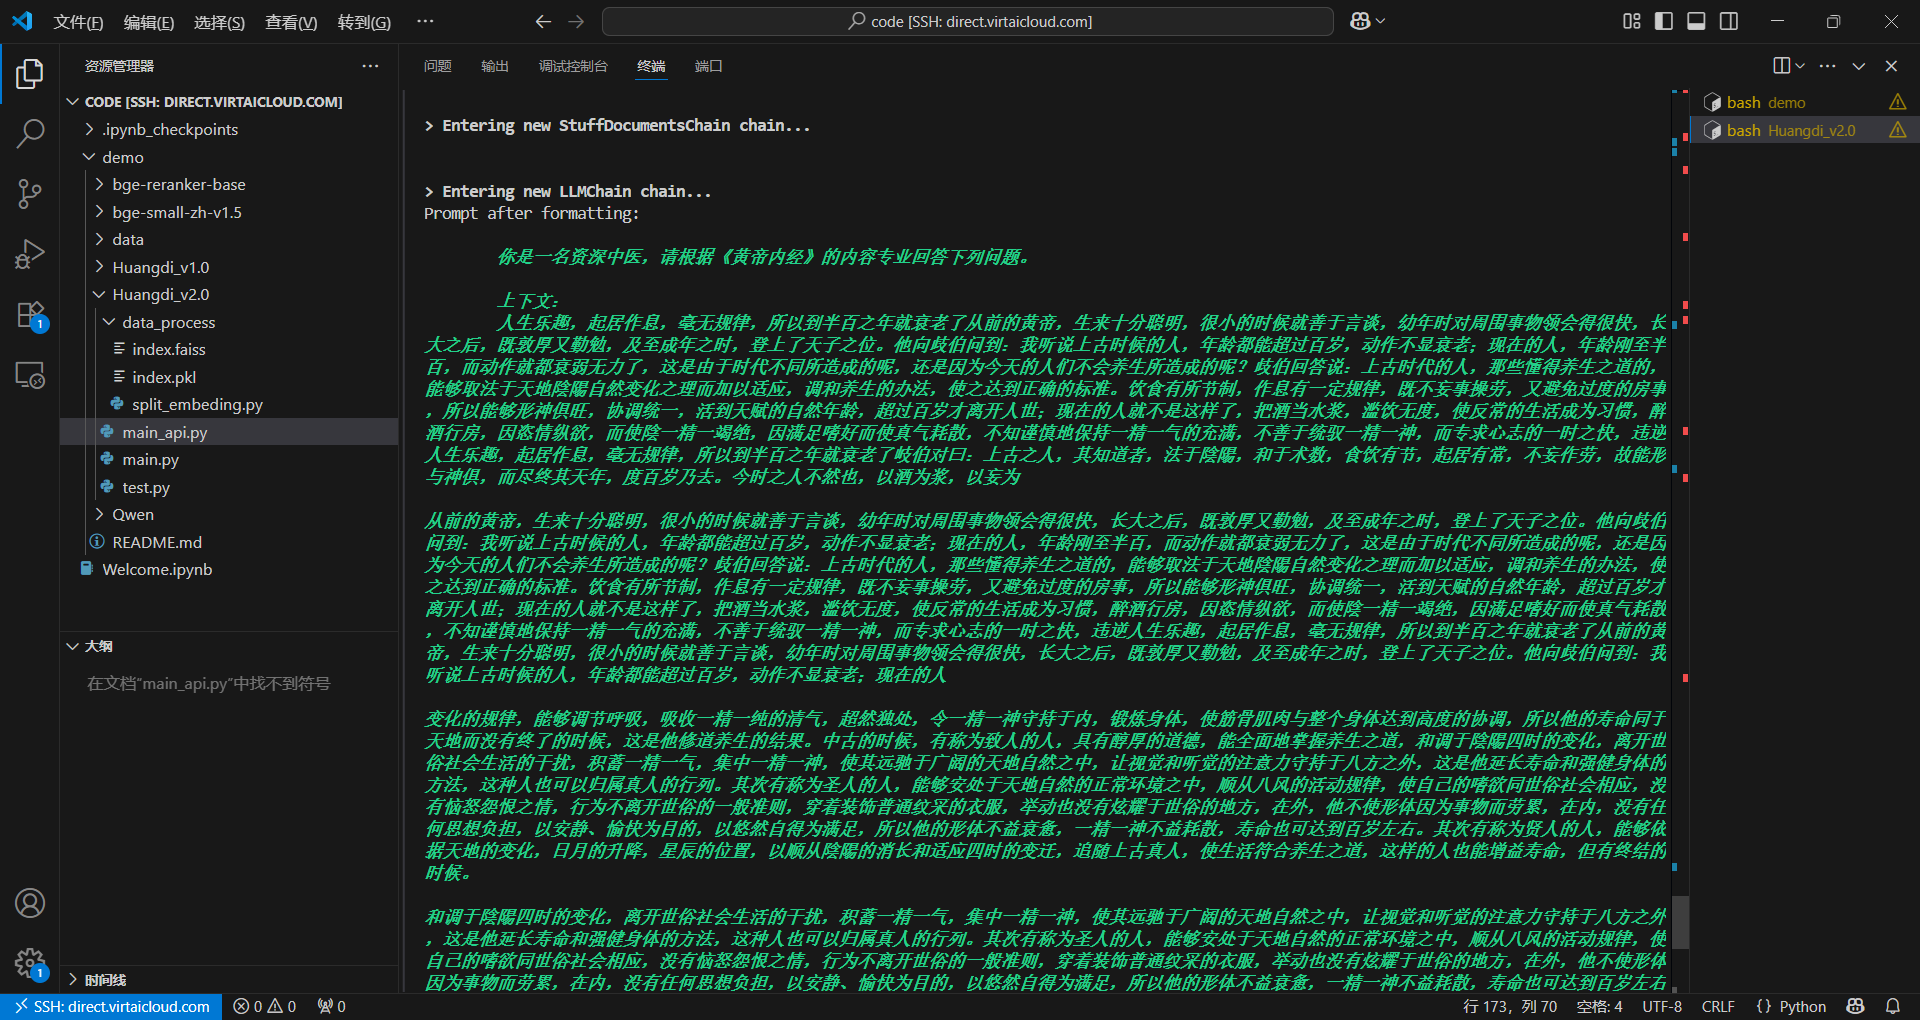 文件(F) 编辑(E) 选择(S) 查看(V) 转到(G) ···
code [SSH: direct.virtaicloud.com]
资源管理器
CODE [SSH: DIRECT.VIRTAICLOUD.COM]
.ipynb_checkpoints
demo
bge-reranker-base
bge-small-zh-v1.5
data
Huangdi_v1.0
Huangdi_v2.0
data_process
index.faiss
index.pkl
split_embeding.py
main_api.py
main.py
test.py
Qwen
README.md
Welcome.ipynb
大纲
在文档"main_api.py"中找不到符号
时间线
问题 输出 调试控制台 终端 端口
> Entering new StuffDocumentsChain chain...
> Entering new LLMChain chain...
Prompt after formatting:
你是一名资深中医，请根据《黄帝内经》的内容专业回答下列问题。
上下文：
人生乐趣，起居作息，毫无规律，所以到半百之年就衰老了从前的黄帝，生来十分聪明，很小的时候就善于言谈，幼年时对周围事物领会得很快，长
大之后，既敦厚又勤勉，及至成年之时，登上了天子之位。他向歧伯问到：我听说上古时候的人，年龄都能超过百岁，动作不显衰老；现在的人，年龄刚至半
百，而动作就都衰弱无力了，这是由于时代不同所造成的呢，还是因为今天的人们不会养生所造成的呢？歧伯回答说：上古时代的人，那些懂得养生之道的，
能够取法于天地陰陽自然变化之理而加以适应，调和养生的办法，使之达到正确的标准。饮食有所节制，作息有一定规律，既不妄事操劳，又避免过度的房事
，所以能够形神俱旺，协调统一，活到天赋的自然年龄，超过百岁才离开人世；现在的人就不是这样了，把酒当水浆，滥饮无度，使反常的生活成为习惯，醉
酒行房，因恣情纵欲，而使陰一精一竭绝，因满足嗜好而使真气耗散，不知谨慎地保持一精一气的充满，不善于统驭一精一神，而专求心志的一时之快，违逆
人生乐趣，起居作息，毫无规律，所以到半百之年就衰老了歧伯对曰：上古之人，其知道者，法于陰陽，和于术数，食饮有节，起居有常，不妄作劳，故能形
与神俱，而尽终其天年，度百岁乃去。今时之人不然也，以酒为浆，以妄为
从前的黄帝，生来十分聪明，很小的时候就善于言谈，幼年时对周围事物领会得很快，长大之后，既敦厚又勤勉，及至成年之时，登上了天子之位。他向歧伯
问到：我听说上古时候的人，年龄都能超过百岁，动作不显衰老；现在的人，年龄刚至半百，而动作就都衰弱无力了，这是由于时代不同所造成的呢，还是因
为今天的人们不会养生所造成的呢？歧伯回答说：上古时代的人，那些懂得养生之道的，能够取法于天地陰陽自然变化之理而加以适应，调和养生的办法，使
之达到正确的标准。饮食有所节制，作息有一定规律，既不妄事操劳，又避免过度的房事，所以能够形神俱旺，协调统一，活到天赋的自然年龄，超过百岁才
离开人世；现在的人就不是这样了，把酒当水浆，滥饮无度，使反常的生活成为习惯，醉酒行房，因恣情纵欲，而使陰一精一竭绝，因满足嗜好而使真气耗散
，不知谨慎地保持一精一气的充满，不善于统驭一精一神，而专求心志的一时之快，违逆人生乐趣，起居作息，毫无规律，所以到半百之年就衰老了从前的黄
帝，生来十分聪明，很小的时候就善于言谈，幼年时对周围事物领会得很快，长大之后，既敦厚又勤勉，及至成年之时，登上了天子之位。他向歧伯问到：我
听说上古时候的人，年龄都能超过百岁，动作不显衰老；现在的人
变化的规律，能够调节呼吸，吸收一精一纯的清气，超然独处，令一精一神守持于内，锻炼身体，使筋骨肌肉与整个身体达到高度的协调，所以他的寿命同于
天地而没有终了的时候，这是他修道养生的结果。中古的时候，有称为致人的人，具有醇厚的道德，能全面地掌握养生之道，和调于陰陽四时的变化，离开世
俗社会生活的干扰，积蓄一精一气，集中一精一神，使其远驰于广阔的天地自然之中，让视觉和听觉的注意力守持于八方之外，这是他延长寿命和强健身体的
方法，这种人也可以归属真人的行列。其次有称为圣人的人，能够安处于天地自然的正常环境之中，顺从八风的活动规律，使自己的嗜欲同世俗社会相应，没
有恼怒怨恨之情，行为不离开世俗的一般准则，穿着装饰普通纹采的衣服，举动也没有炫耀于世俗的地方，在外，他不使形体因为事物而劳累，在内，没有任
何思想负担，以安静、愉快为目的，以悠然自得为满足，所以他的形体不益衰惫，一精一神不益耗散，寿命也可达到百岁左右。其次有称为贤人的人，能够依
据天地的变化，日月的升降，星辰的位置，以顺从陰陽的消长和适应四时的变迁，追随上古真人，使生活符合养生之道，这样的人也能增益寿命，但有终结的
时候。
和调于陰陽四时的变化，离开世俗社会生活的干扰，积蓄一精一气，集中一精一神，使其远驰于广阔的天地自然之中，让视觉和听觉的注意力守持于八方之外
，这是他延长寿命和强健身体的方法，这种人也可以归属真人的行列。其次有称为圣人的人，能够安处于天地自然的正常环境之中，顺从八风的活动规律，使
自己的嗜欲同世俗社会相应，没有恼怒怨恨之情，行为不离开世俗的一般准则，穿着装饰普通纹采的衣服，举动也没有炫耀于世俗的地方，在外，他不使形体
因为事物而劳累，在内，没有任何思想负担，以安静、愉快为目的，以悠然自得为满足，所以他的形体不益衰惫，一精一神不益耗散，寿命也可达到百岁左右
bash demo
bash Huangdi_v2.0
1
1
SSH: direct.virtaicloud.com 0 0 0 行 173，列 70 空格: 4 UTF-8 CRLF {} Python